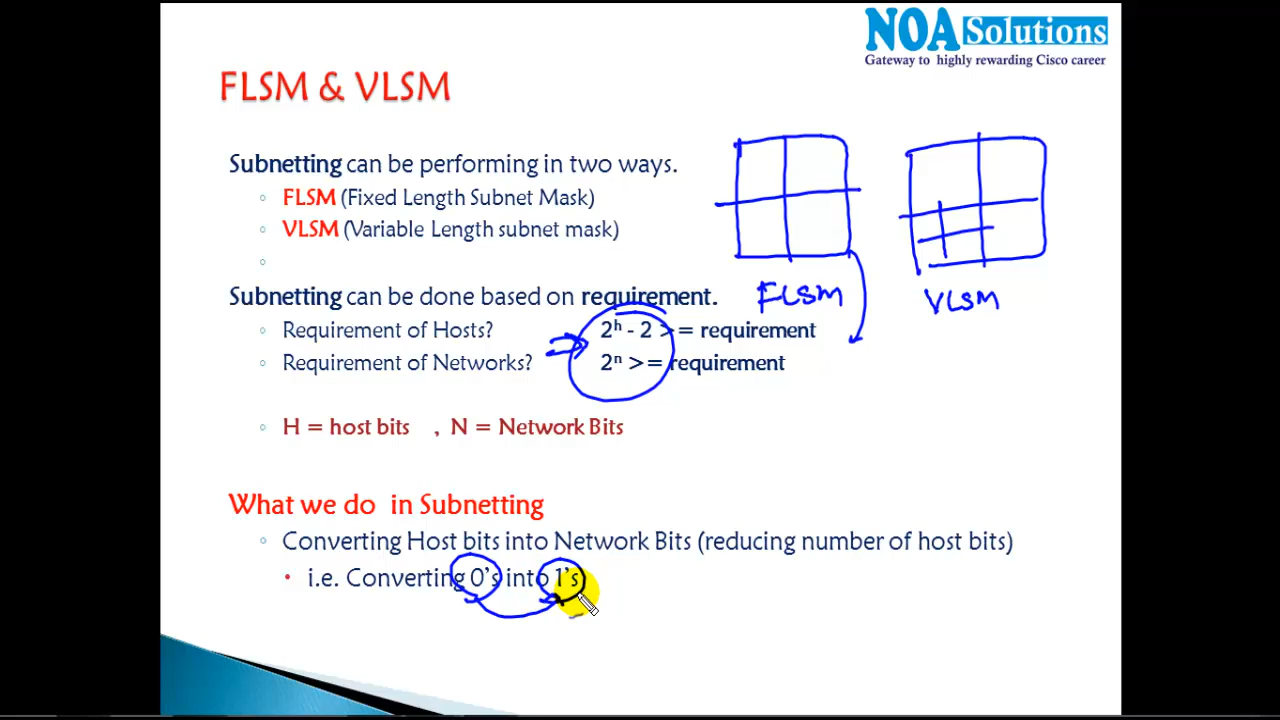 NOA Solutions
Gateway to highly rewarding Cisco career
FLSM & VLSM
Subnetting can be performing in two ways.
FLSM (Fixed Length Subnet Mask)
VLSM (Variable Length subnet mask)
FLSM
VLSM
Subnetting can be done based on requirement.
Requirement of Hosts? 2ʰ - 2 >= requirement
Requirement of Networks? 2ⁿ >= requirement
H = host bits , N = Network Bits
What we do in Subnetting
Converting Host bits into Network Bits (reducing number of host bits)
i.e. Converting 0's into 1's